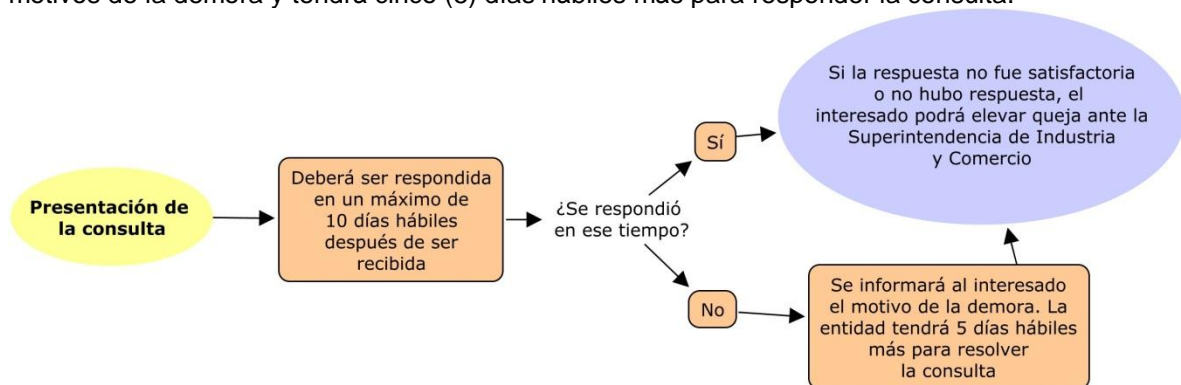 motivos de la demora y tendrá cinco (5) días hábiles más para responder la consulta.
Presentación de
la consulta
Deberá ser respondida
en un máximo de
10 días hábiles
después de ser
recibida
¿Se respondió
en ese tiempo?
Sí
Si la respuesta no fue satisfactoria
o no hubo respuesta, el
interesado podrá elevar queja ante la
Superintendencia de Industria
y Comercio
No
Se informará al interesado
el motivo de la demora. La
entidad tendrá 5 días hábiles
más para resolver
la consulta